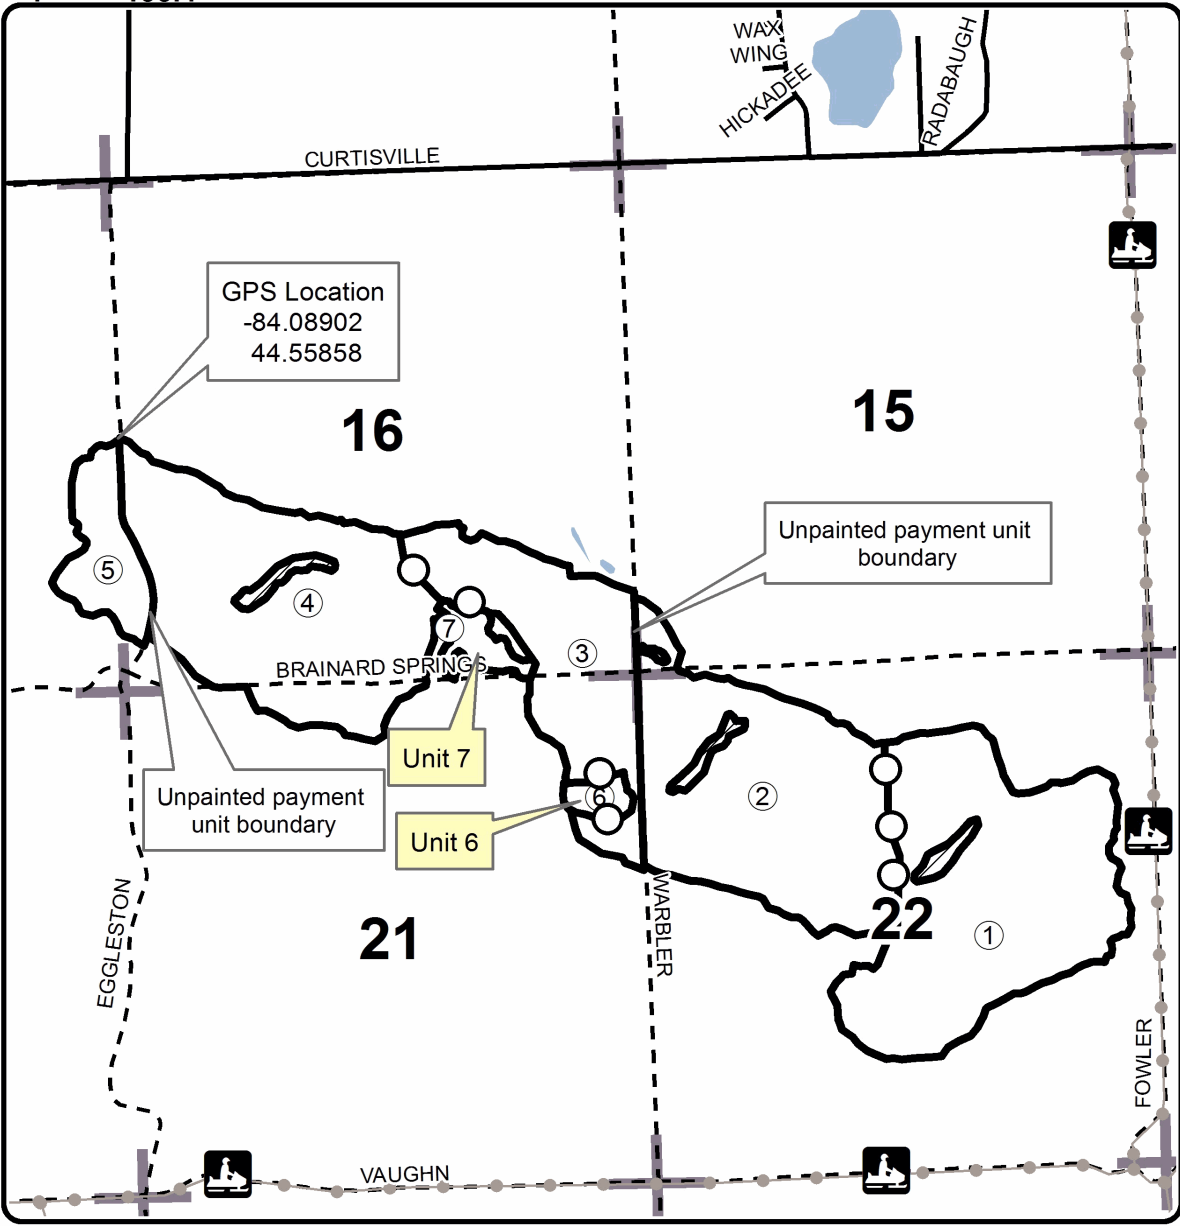 WAX
WING
HICKADEE
RADABAUGH
CURTISVILLE
GPS Location
-84.08902
44.55858
16
15
Unpainted payment unit
boundary
5
4
7
3
BRAINARD SPRINGS
Unit 7
Unpainted payment
unit boundary
6
2
Unit 6
EGGLESTON
21
WARBLER
22
1
FOWLER
VAUGHN